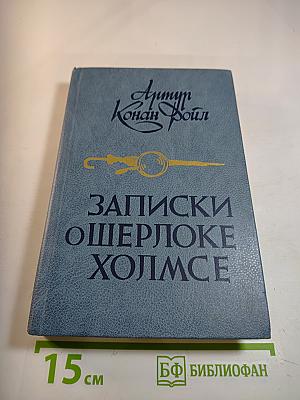 Артур
Конан Дойл
ЗАПИСКИ
О ШЕРЛОКЕ
ХОЛМСЕ
15 см
БФ БИБЛИОФАН